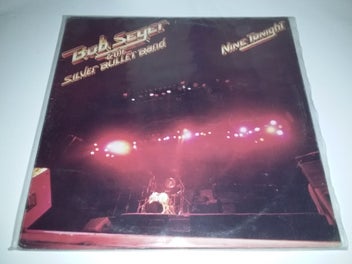 Bob Seger
& the
Silver Bullet Band
Nine Tonight